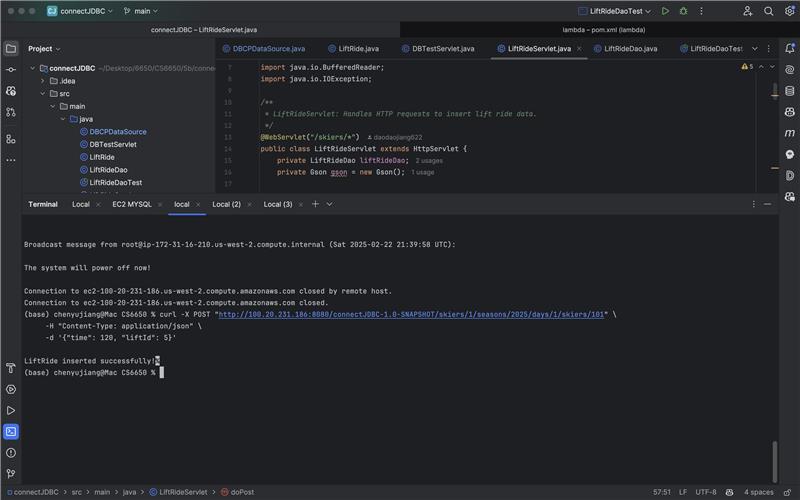 CJ connectJDBC main LiftRideDaoTest
connectJDBC – LiftRideServlet.java lambda – pom.xml (lambda)
Project DBCPDataSource.java LiftRide.java DBTestServlet.java LiftRideServlet.java LiftRideDao.java LiftRideDaoTest
connectJDBC ~/Desktop/6650/CS6650/5b/connec
.idea
src
main
java
DBCPDataSource
DBTestServlet
LiftRide
LiftRideDao
LiftRideDaoTest
7 import java.io.BufferedReader;
8 import java.io.IOException;
9
10 /**
11 * LiftRideServlet: Handles HTTP requests to insert lift ride data.
12 */
13 @WebServlet("/skiers/*") daodaojiang622
14 public class LiftRideServlet extends HttpServlet {
15 private LiftRideDao liftRideDao; 2 usages
16 private Gson gson = new Gson(); 1 usage
17
5
Terminal Local EC2 MYSQL local Local (2) Local (3)
Broadcast message from root@ip-172-31-16-210.us-west-2.compute.internal (Sat 2025-02-22 21:39:58 UTC):
The system will power off now!
Connection to ec2-100-20-231-186.us-west-2.compute.amazonaws.com closed by remote host.
Connection to ec2-100-20-231-186.us-west-2.compute.amazonaws.com closed.
(base) chenyujiang@Mac CS6650 % curl -X POST "http://100.20.231.186:8080/connectJDBC-1.0-SNAPSHOT/skiers/1/seasons/2025/days/1/skiers/101" \
-H "Content-Type: application/json" \
-d '{"time": 120, "liftId": 5}'
LiftRide inserted successfully!%
(base) chenyujiang@Mac CS6650 %
connectJDBC > src > main > java > LiftRideServlet > doPost 57:51 LF UTF-8 4 spaces